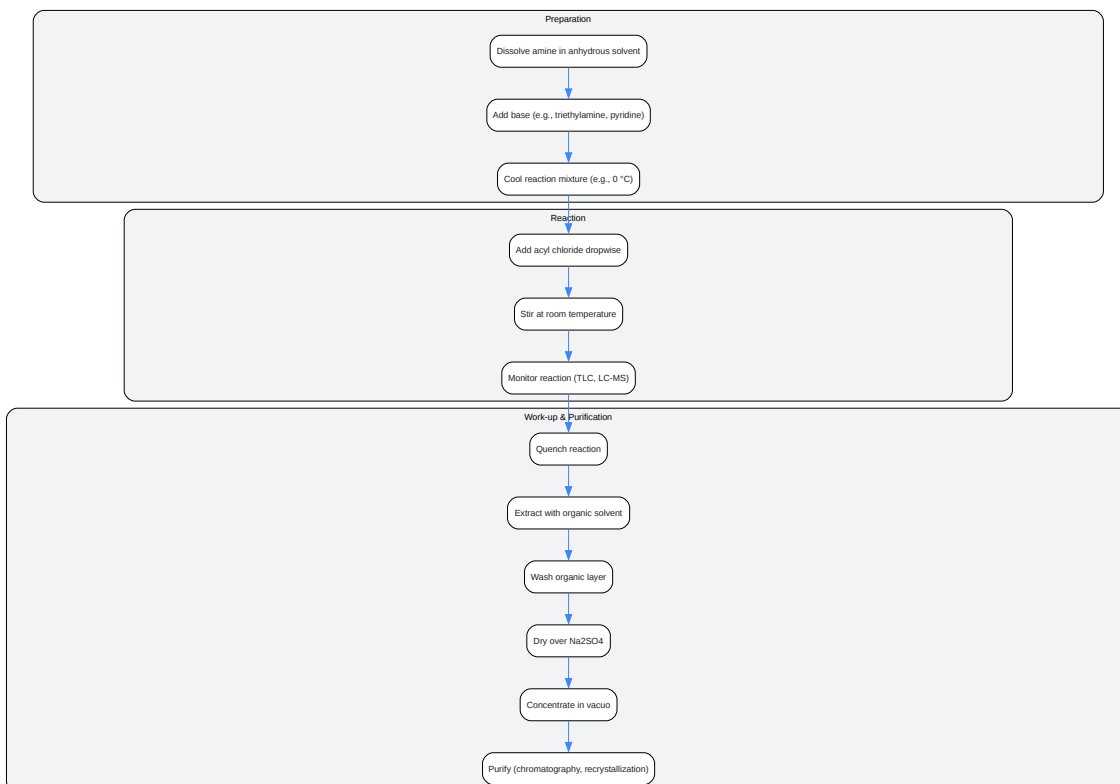 Preparation
Dissolve amine in anhydrous solvent
Add base (e.g., triethylamine, pyridine)
Cool reaction mixture (e.g., 0 °C)
Reaction
Add acyl chloride dropwise
Stir at room temperature
Monitor reaction (TLC, LC-MS)
Work-up & Purification
Quench reaction
Extract with organic solvent
Wash organic layer
Dry over Na2SO4
Concentrate in vacuo
Purify (chromatography, recrystallization)